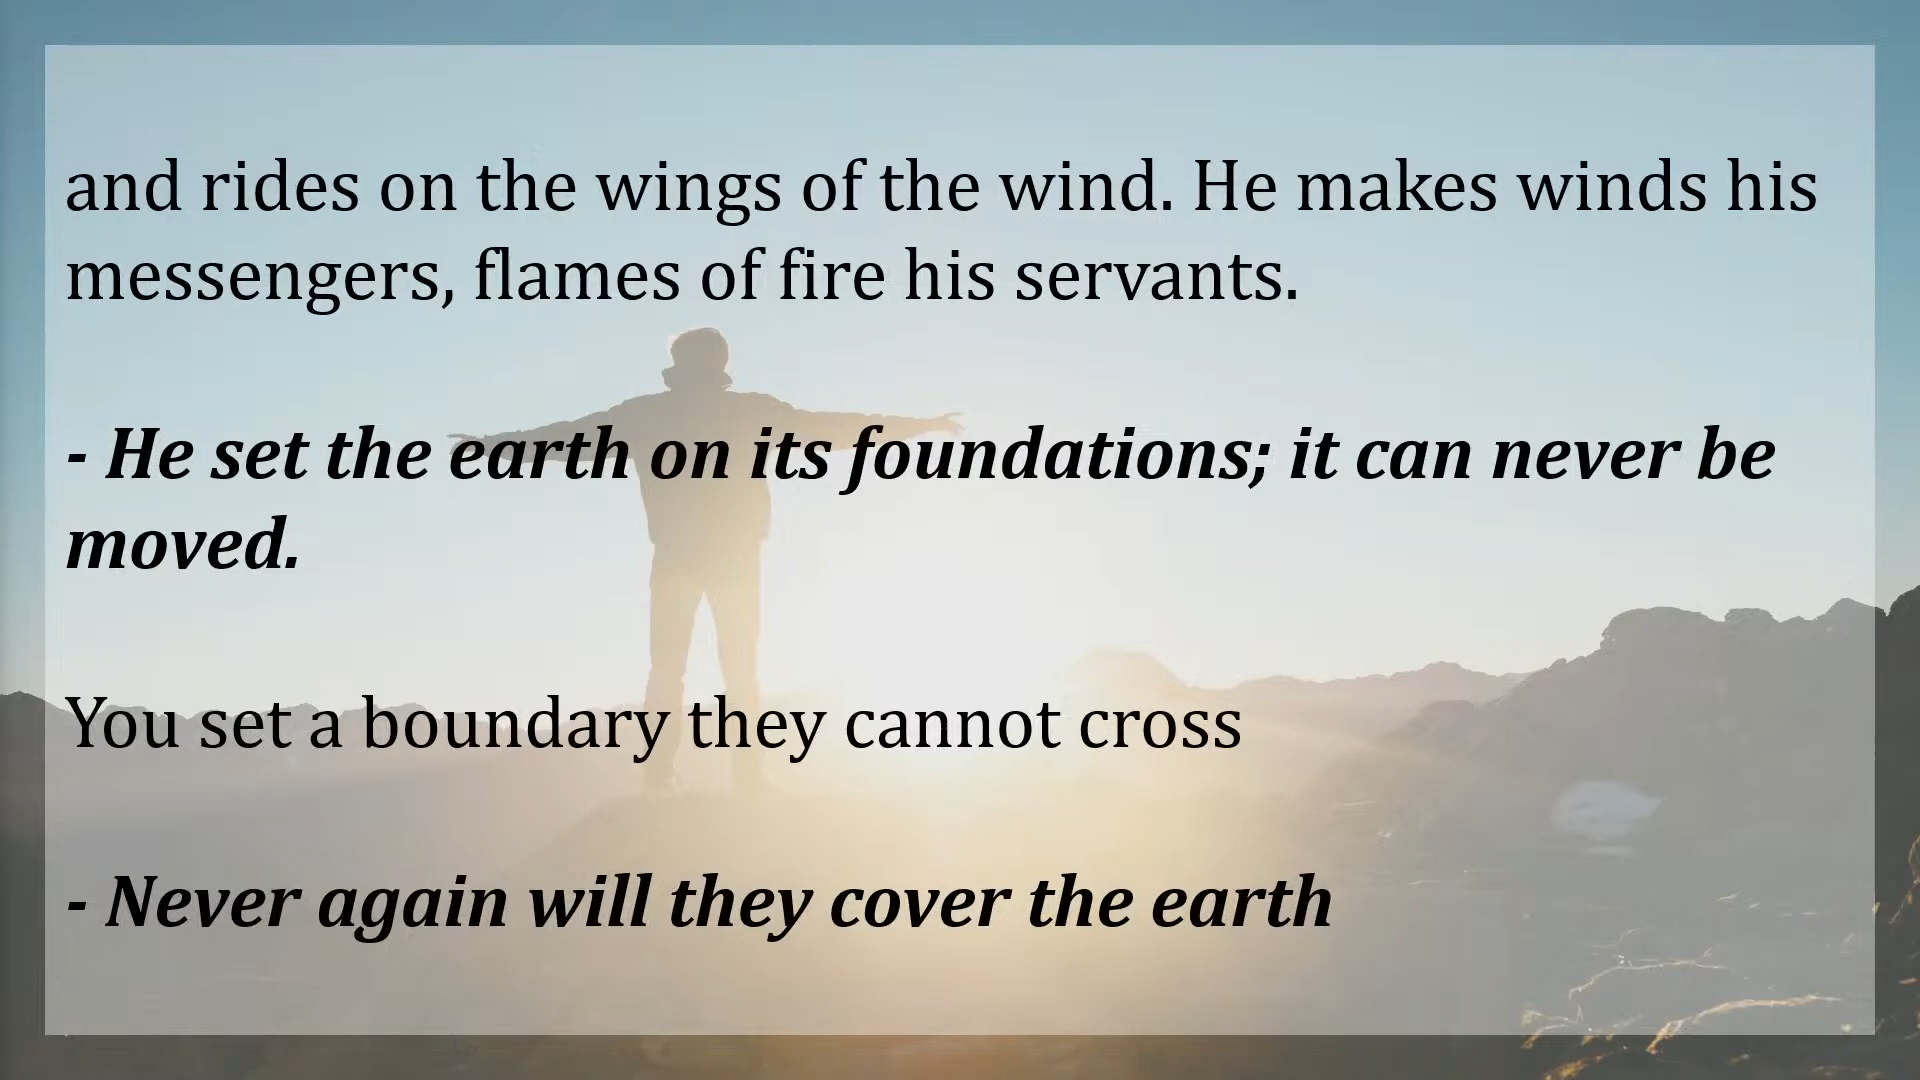 and rides on the wings of the wind. He makes winds his
messengers, flames of fire his servants.
- He set the earth on its foundations; it can never be
moved.
You set a boundary they cannot cross
- Never again will they cover the earth